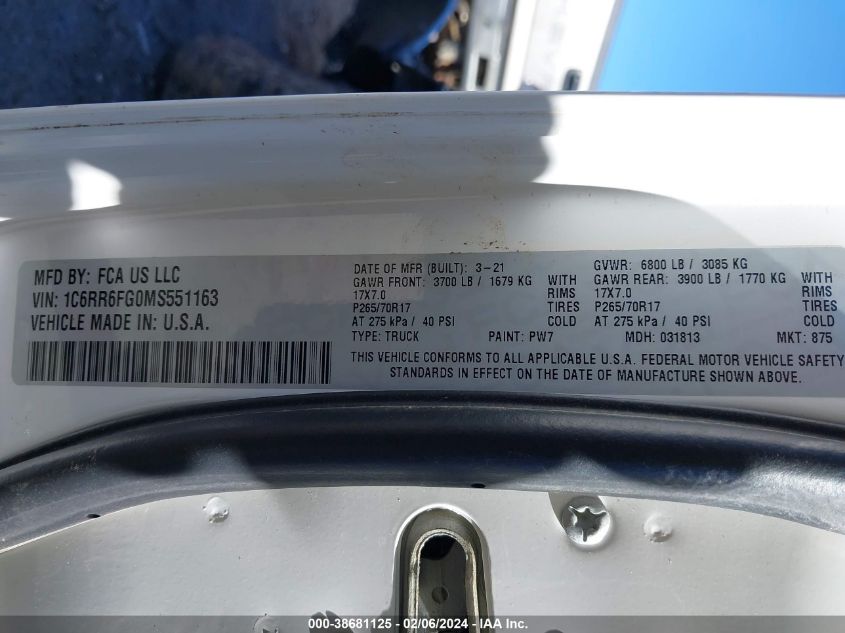 MFD BY: FCA US LLC
VIN: 1C6RR6FG0MS551163
VEHICLE MADE IN: U.S.A.
DATE OF MFR (BUILT): 3-21
GAWR FRONT: 3700 LB / 1679 KG WITH
17X7.0 RIMS
P265/70R17 TIRES
AT 275 kPa / 40 PSI COLD
TYPE: TRUCK PAINT: PW7
GVWR: 6800 LB / 3085 KG
GAWR REAR: 3900 LB / 1770 KG WITH
17X7.0 RIMS
P265/70R17 TIRES
AT 275 kPa / 40 PSI COLD
MDH: 031813 MKT: 875
THIS VEHICLE CONFORMS TO ALL APPLICABLE U.S.A. FEDERAL MOTOR VEHICLE SAFETY
STANDARDS IN EFFECT ON THE DATE OF MANUFACTURE SHOWN ABOVE.
000-38681125 - 02/06/2024 - IAA Inc.